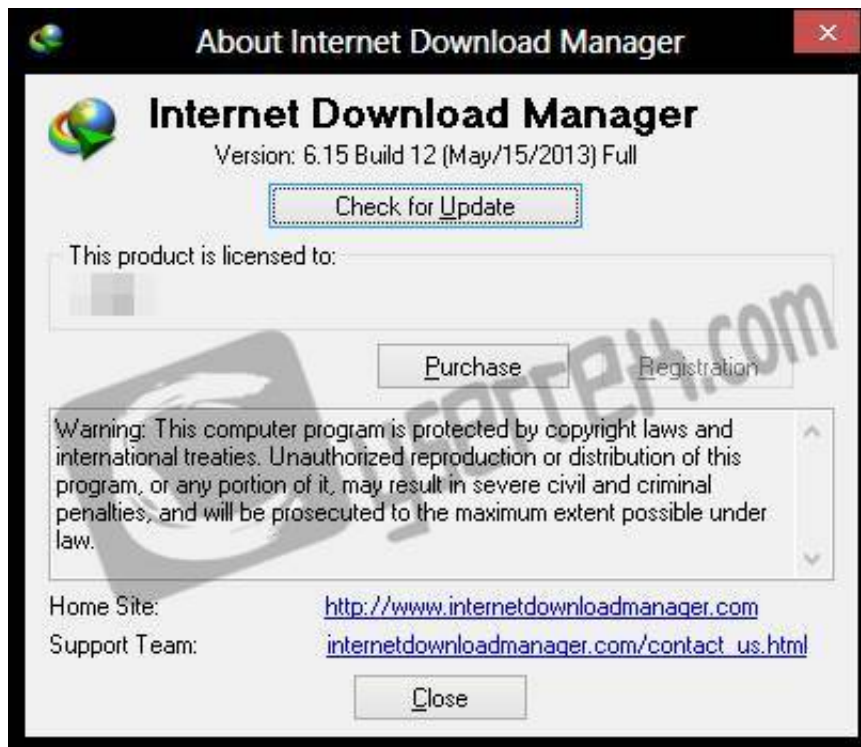 About Internet Download Manager
Internet Download Manager
Version: 6.15 Build 12 (May/15/2013) Full
Check for Update
This product is licensed to:
Purchase
Registration
Warning: This computer program is protected by copyright laws and
international treaties. Unauthorized reproduction or distribution of this
program, or any portion of it, may result in severe civil and criminal
penalties, and will be prosecuted to the maximum extent possible under
law.
Home Site: http://www.internetdownloadmanager.com
Support Team: internetdownloadmanager.com/contact_us.html
Close